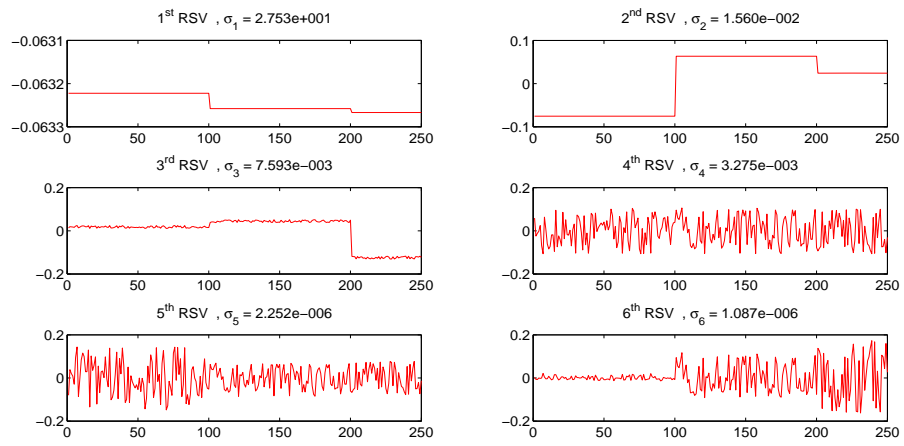 1st RSV , σ1 = 2.753e+001
−0.0631
−0.0632
−0.0633
0 50 100 150 200 250
2nd RSV , σ2 = 1.560e−002
0.1
0
−0.1
0 50 100 150 200 250
3rd RSV , σ3 = 7.593e−003
0.2
0
−0.2
0 50 100 150 200 250
4th RSV , σ4 = 3.275e−003
0.2
0
−0.2
0 50 100 150 200 250
5th RSV , σ5 = 2.252e−006
0.2
0
−0.2
0 50 100 150 200 250
6th RSV , σ6 = 1.087e−006
0.2
0
−0.2
0 50 100 150 200 250